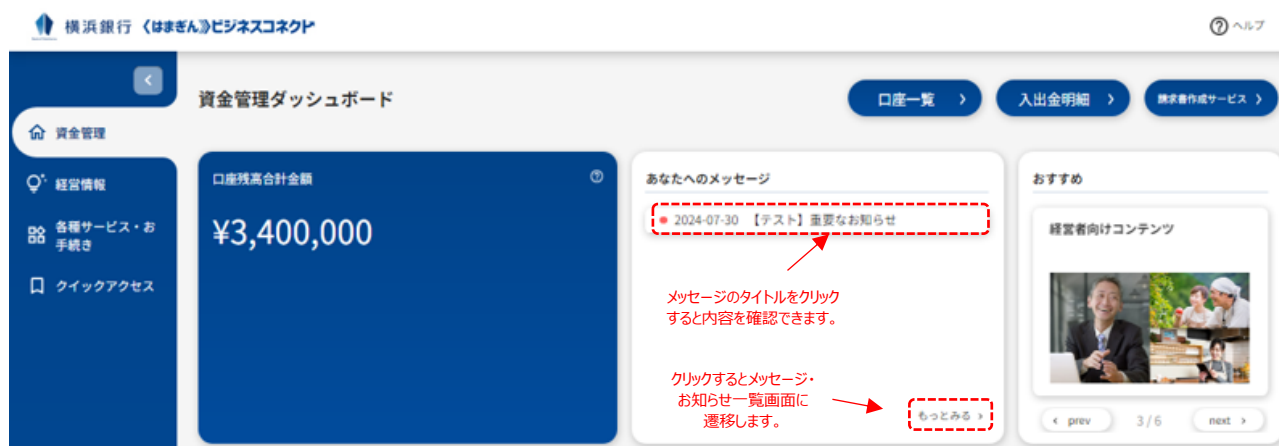 横浜銀行 〈はまぎん》ビジネスコネクト
ヘルプ
資金管理ダッシュボード
口座一覧
入出金明細
請求書作成サービス
資金管理
経営情報
各種サービス・お
手続き
クイックアクセス
口座残高合計金額
¥3,400,000
あなたへのメッセージ
2024-07-30 【テスト】重要なお知らせ
メッセージのタイトルをクリック
すると内容を確認できます。
クリックするとメッセージ・
お知らせ一覧画面に
遷移します。
もっとみる >
おすすめ
経営者向けコンテンツ
< prev
3/6
next >